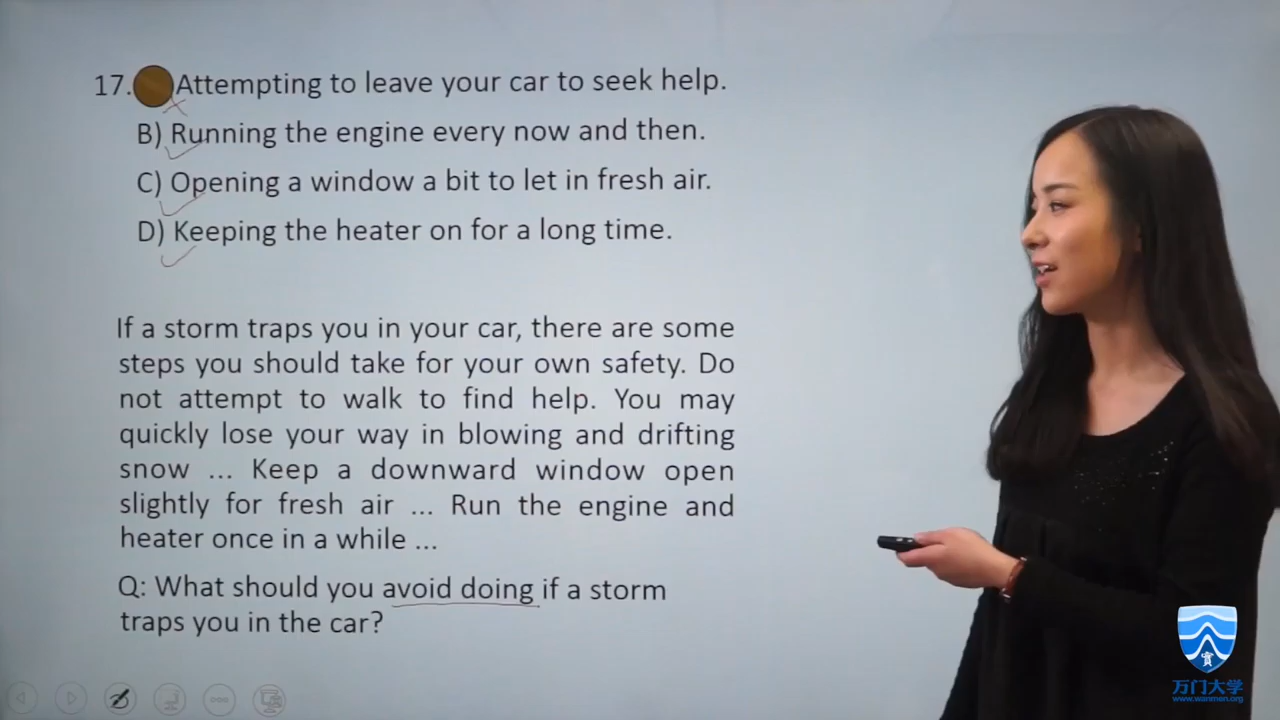 17. Attempting to leave your car to seek help.
B) Running the engine every now and then.
C) Opening a window a bit to let in fresh air.
D) Keeping the heater on for a long time.
If a storm traps you in your car, there are some
steps you should take for your own safety. Do
not attempt to walk to find help. You may
quickly lose your way in blowing and drifting
snow ... Keep a downward window open
slightly for fresh air ... Run the engine and
heater once in a while ...
Q: What should you avoid doing if a storm
traps you in the car?
万门大学
www.wanmen.org